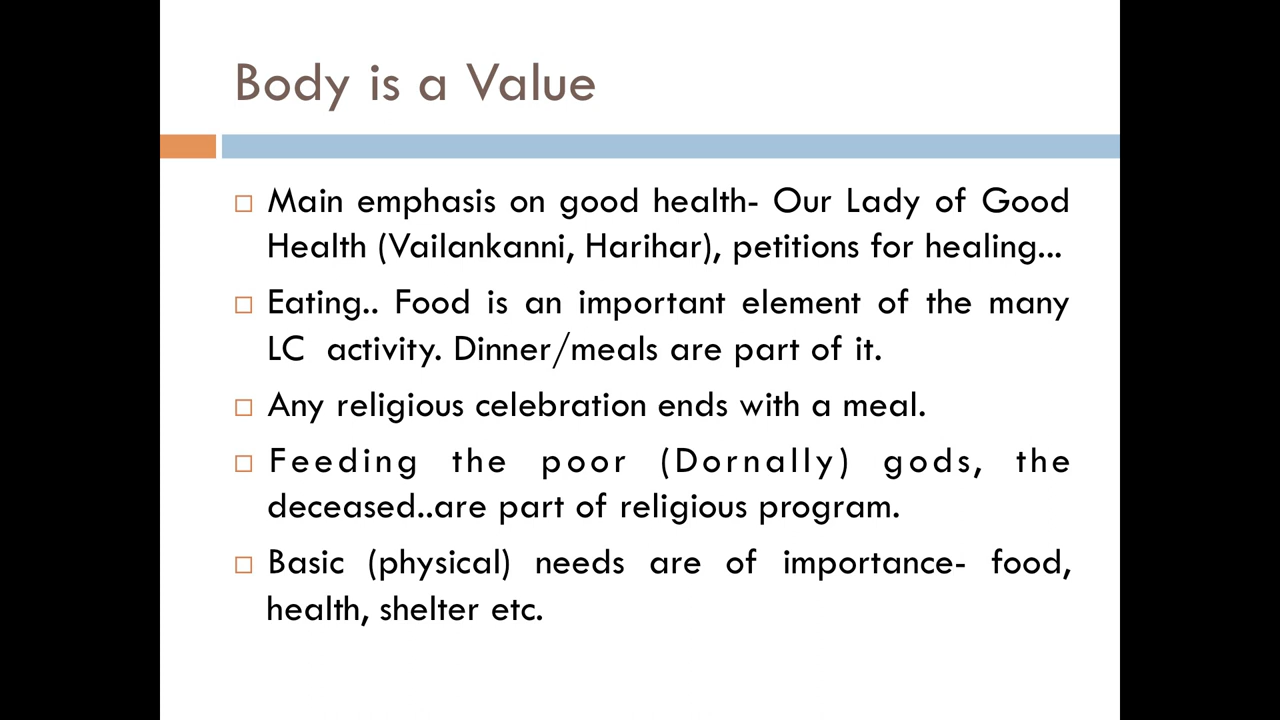 Body is a Value
Main emphasis on good health- Our Lady of Good
Health (Vailankanni, Harihar), petitions for healing...
Eating.. Food is an important element of the many
LC  activity. Dinner/meals are part of it.
Any religious celebration ends with a meal.
Feeding the poor (Dornally) gods, the
deceased..are part of religious program.
Basic (physical) needs are of importance- food,
health, shelter etc.